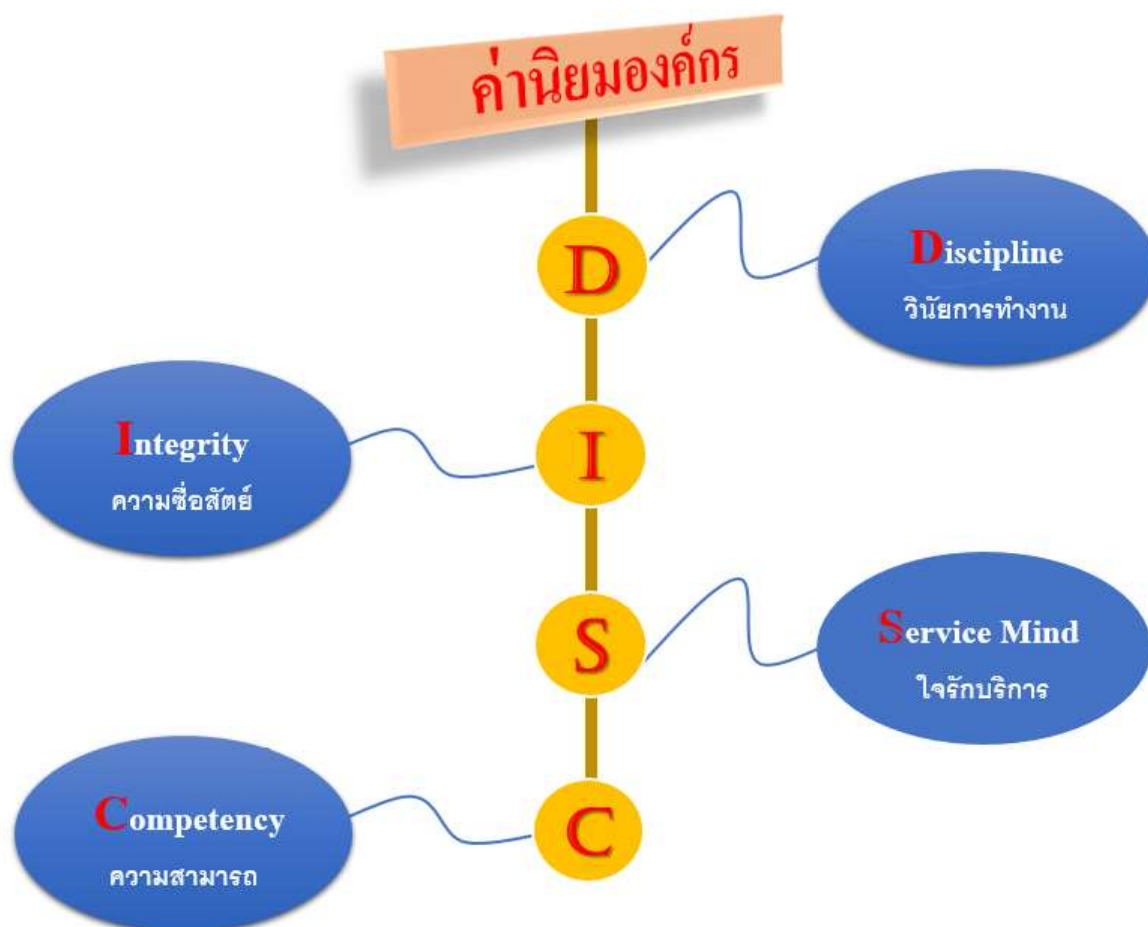 ค่านิยมองค์กร
D
Discipline
วินัยการทำงาน
I
Integrity
ความซื่อสัตย์
S
Service Mind
ใจรักบริการ
C
Competency
ความสามารถ